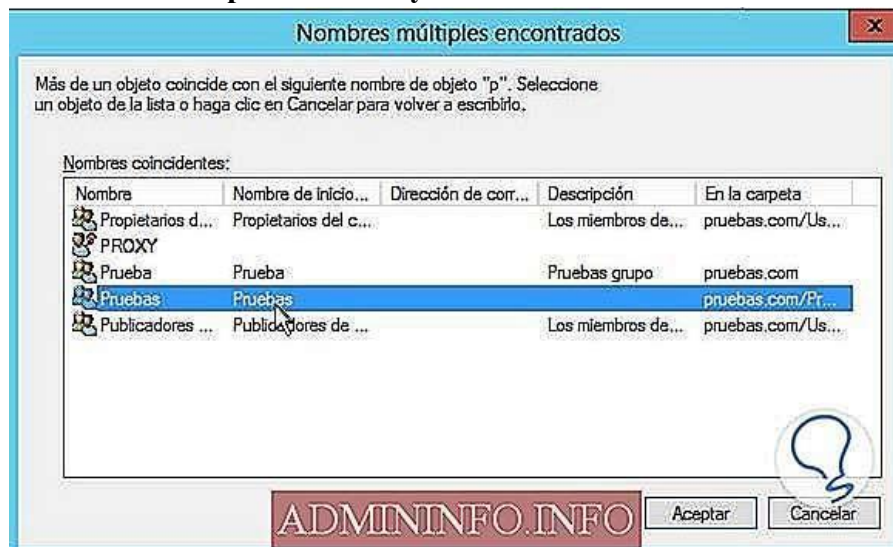 Nombres múltiples encontrados
x
Más de un objeto coincide con el siguiente nombre de objeto "p". Seleccione
un objeto de la lista o haga clic en Cancelar para volver a escribirlo.
Nombres coincidentes:
Nombre Nombre de inicio... Dirección de corr... Descripción En la carpeta
Propietarios d... Propietarios del c... Los miembros de... pruebas.com/Us...
PROXY
Prueba Prueba Pruebas grupo pruebas.com
Pruebas Pruebas pruebas.com/Pr...
Publicadores ... Publicadores de ... Los miembros de... pruebas.com/Us...
ADMININFO.INFO
Aceptar Cancelar